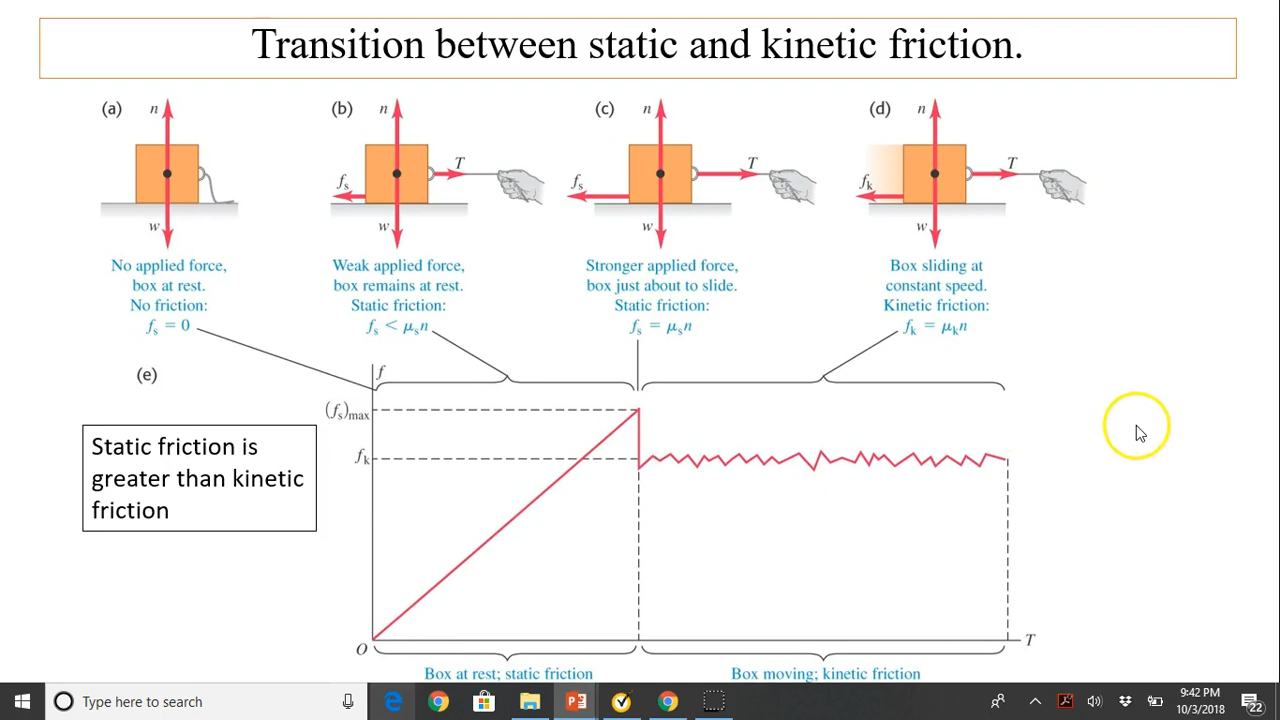 Transition between static and kinetic friction.
(a)
n
w
No applied force,
box at rest.
No friction:
fs = 0
(b)
n
T
fs
w
Weak applied force,
box remains at rest.
Static friction:
fs < μsn
(c)
n
T
fs
w
Stronger applied force,
box just about to slide.
Static friction:
fs = μsn
(d)
n
T
fk
w
Box sliding at
constant speed.
Kinetic friction:
fk = μkn
(e)
f
(fs)max
fk
O
T
Static friction is
greater than kinetic
friction
Box at rest; static friction
Box moving; kinetic friction
Type here to search
9:42 PM
10/3/2018
22